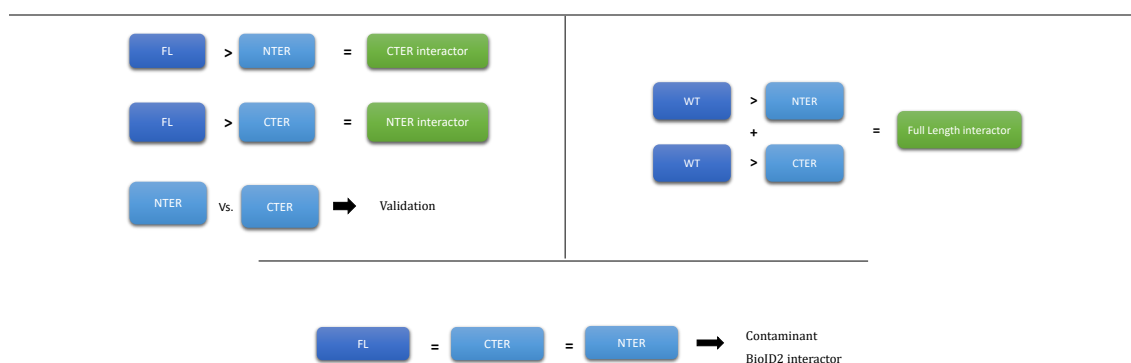 FL > NTER = CTER interactor
FL > CTER = NTER interactor
NTER Vs. CTER Validation
WT > NTER
+ = Full Length interactor
WT > CTER
FL = CTER = NTER Contaminant
BioID2 interactor